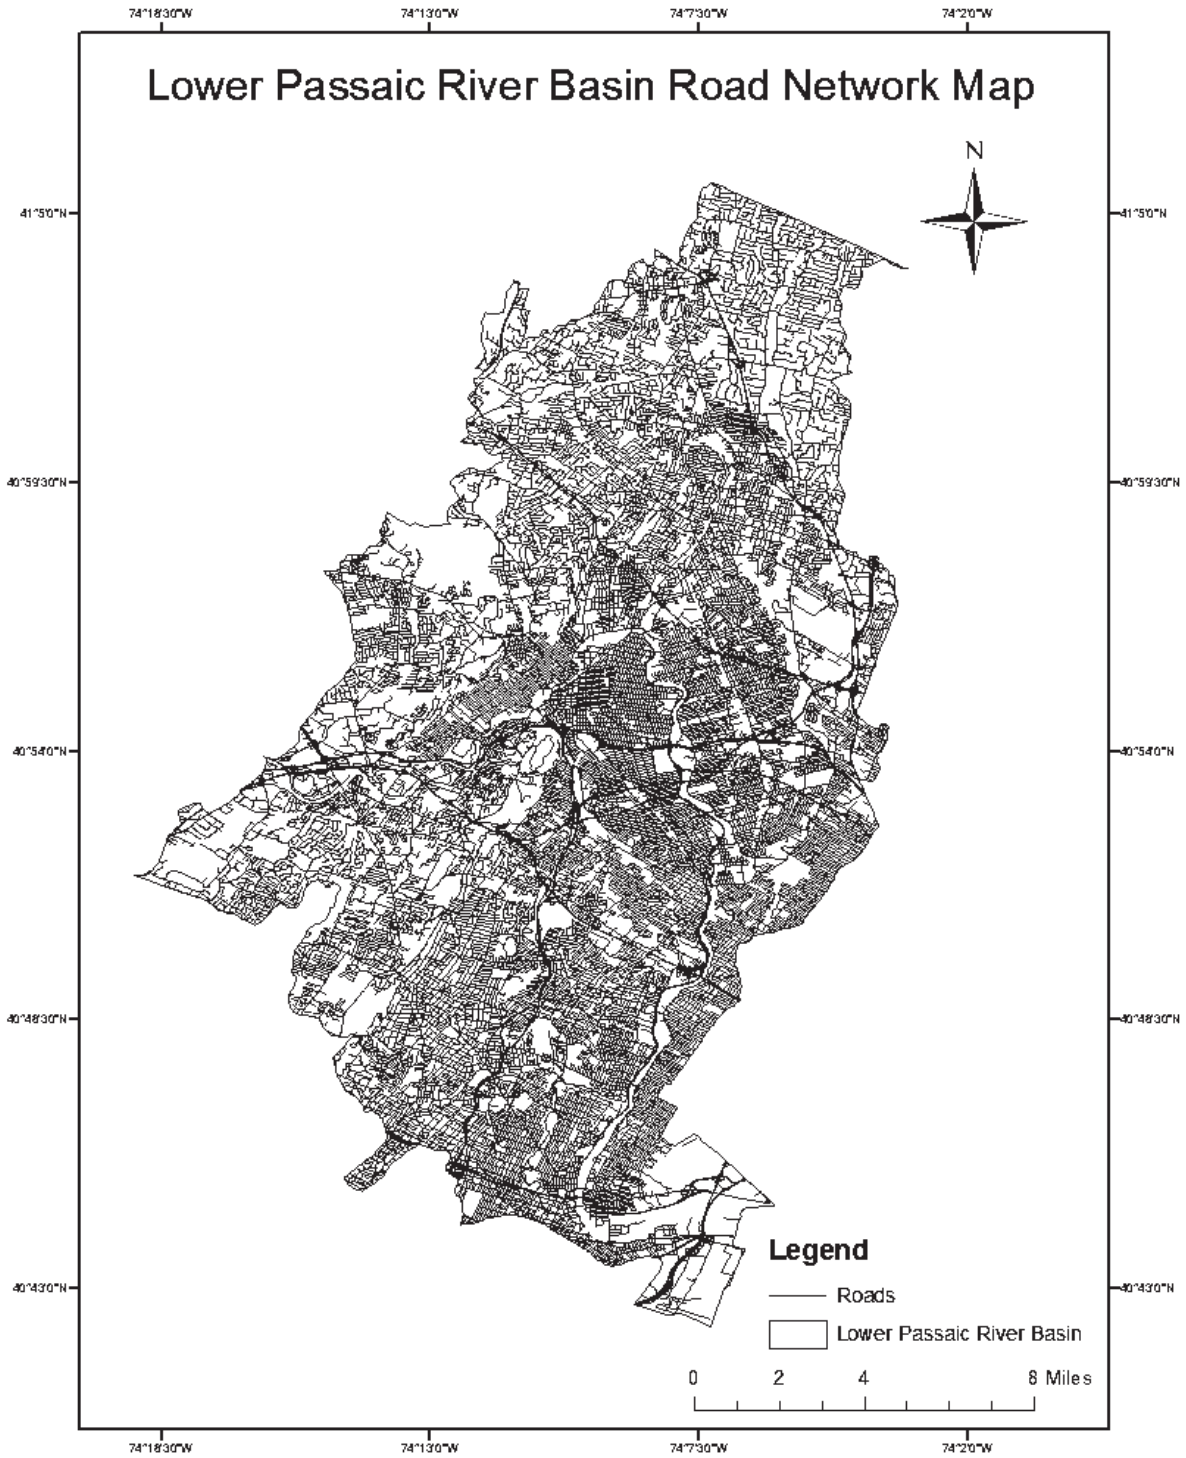 74°18'30"W 74°13'0"W 74°7'30"W 74°2'0"W
Lower Passaic River Basin Road Network Map
N
41°5'0"N 41°5'0"N
40°59'30"N 40°59'30"N
40°54'0"N 40°54'0"N
40°48'30"N 40°48'30"N
Legend
40°43'0"N 40°43'0"N
Roads
Lower Passaic River Basin
0 2 4 8 Miles
74°18'30"W 74°13'0"W 74°7'30"W 74°2'0"W